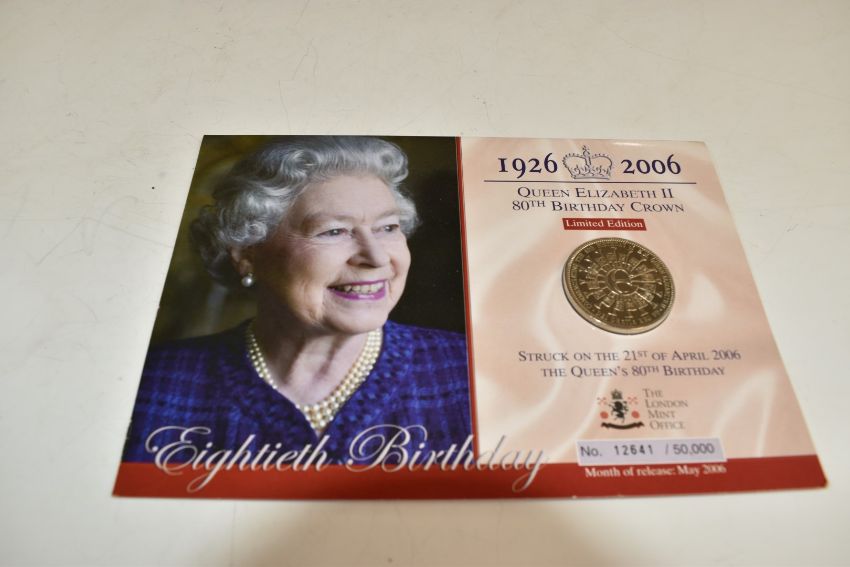 1926 2006
QUEEN ELIZABETH II
80TH BIRTHDAY CROWN
Limited Edition
STRUCK ON THE 21ST OF APRIL 2006
THE QUEEN'S 80TH BIRTHDAY
THE
LONDON
MINT
OFFICE
No. 12641 / 50,000
Month of release: May 2006
Eightieth Birthday